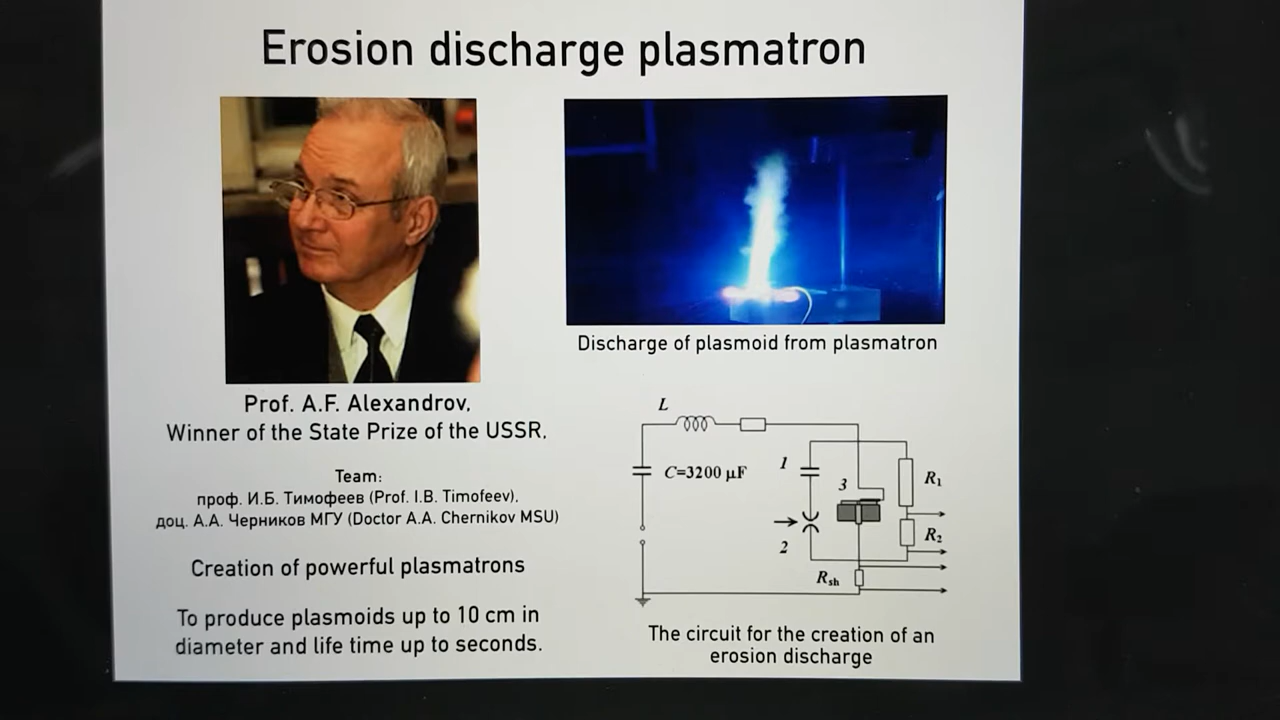 Erosion discharge plasmatron
Prof. A.F. Alexandrov,
Winner of the State Prize of the USSR.
Team:
проф. И.Б. Тимофеев (Prof. I.B. Timofeev),
доц. А.А. Черников МГУ (Doctor A.A. Chernikov MSU)
Creation of powerful plasmatrons
To produce plasmoids up to 10 cm in
diameter and life time up to seconds.
Discharge of plasmoid from plasmatron
L
C=3200 µF
1
3
R₁
2
R₂
Rsh
The circuit for the creation of an
erosion discharge